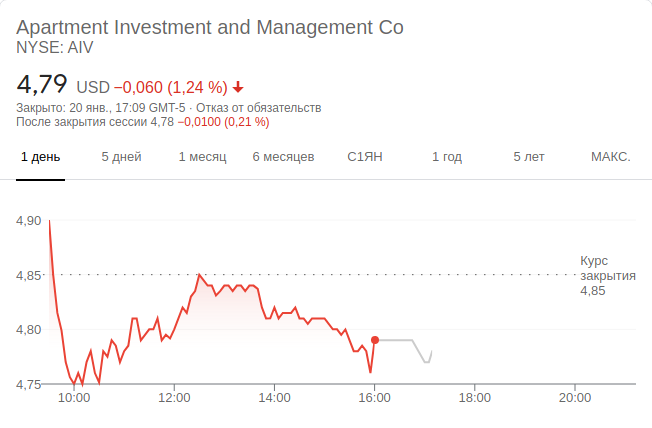 Apartment Investment and Management Co
NYSE: AIV
4,79 USD −0,060 (1,24 %)
Закрыто: 20 янв., 17:09 GMT-5 · Отказ от обязательств
После закрытия сессии 4,78 −0,0100 (0,21 %)
1 день 5 дней 1 месяц 6 месяцев С1ЯН 1 год 5 лет МАКС.
4,90
Курс
4,85 закрытия
4,85
4,80
4,75
10:00 12:00 14:00 16:00 18:00 20:00